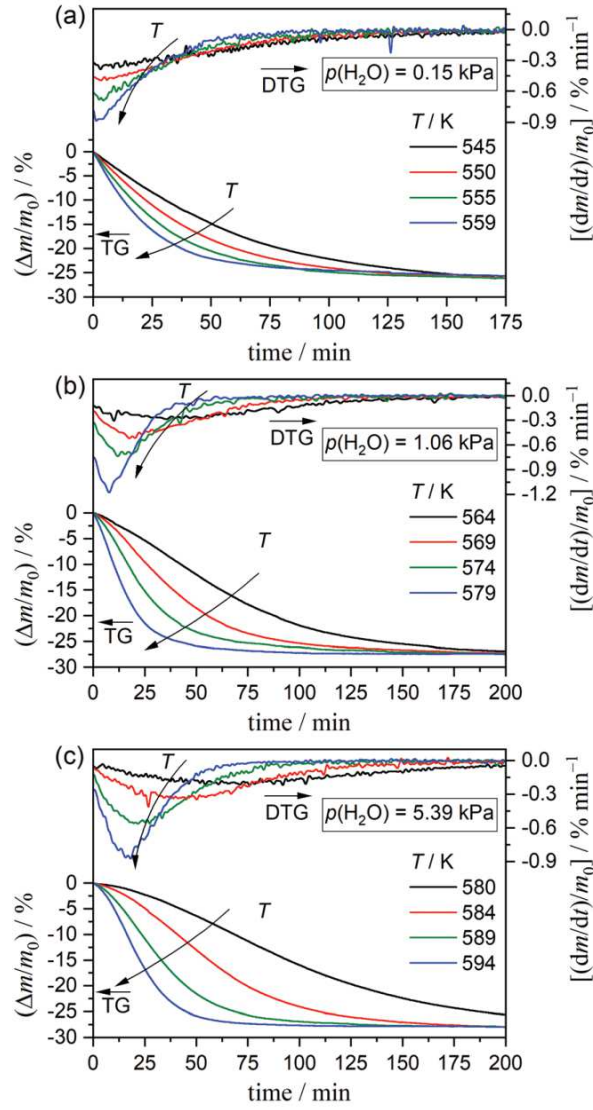 (a)
T
DTG
p(H₂O) = 0.15 kPa
0.0
-0.3
-0.6
-0.9
[(dm/dt)/m₀] / % min⁻¹
T / K
545
550
555
559
T
TG
0
-5
-10
-15
-20
-25
-30
(Δm/m₀) / %
0 25 50 75 100 125 150 175
time / min
(b)
T
DTG
p(H₂O) = 1.06 kPa
0.0
-0.3
-0.6
-0.9
-1.2
[(dm/dt)/m₀] / % min⁻¹
T / K
564
569
574
579
T
TG
0
-5
-10
-15
-20
-25
-30
(Δm/m₀) / %
0 25 50 75 100 125 150 175 200
time / min
(c)
T
DTG
p(H₂O) = 5.39 kPa
0.0
-0.3
-0.6
-0.9
[(dm/dt)/m₀] / % min⁻¹
T / K
580
584
589
594
T
TG
0
-5
-10
-15
-20
-25
-30
(Δm/m₀) / %
0 25 50 75 100 125 150 175 200
time / min